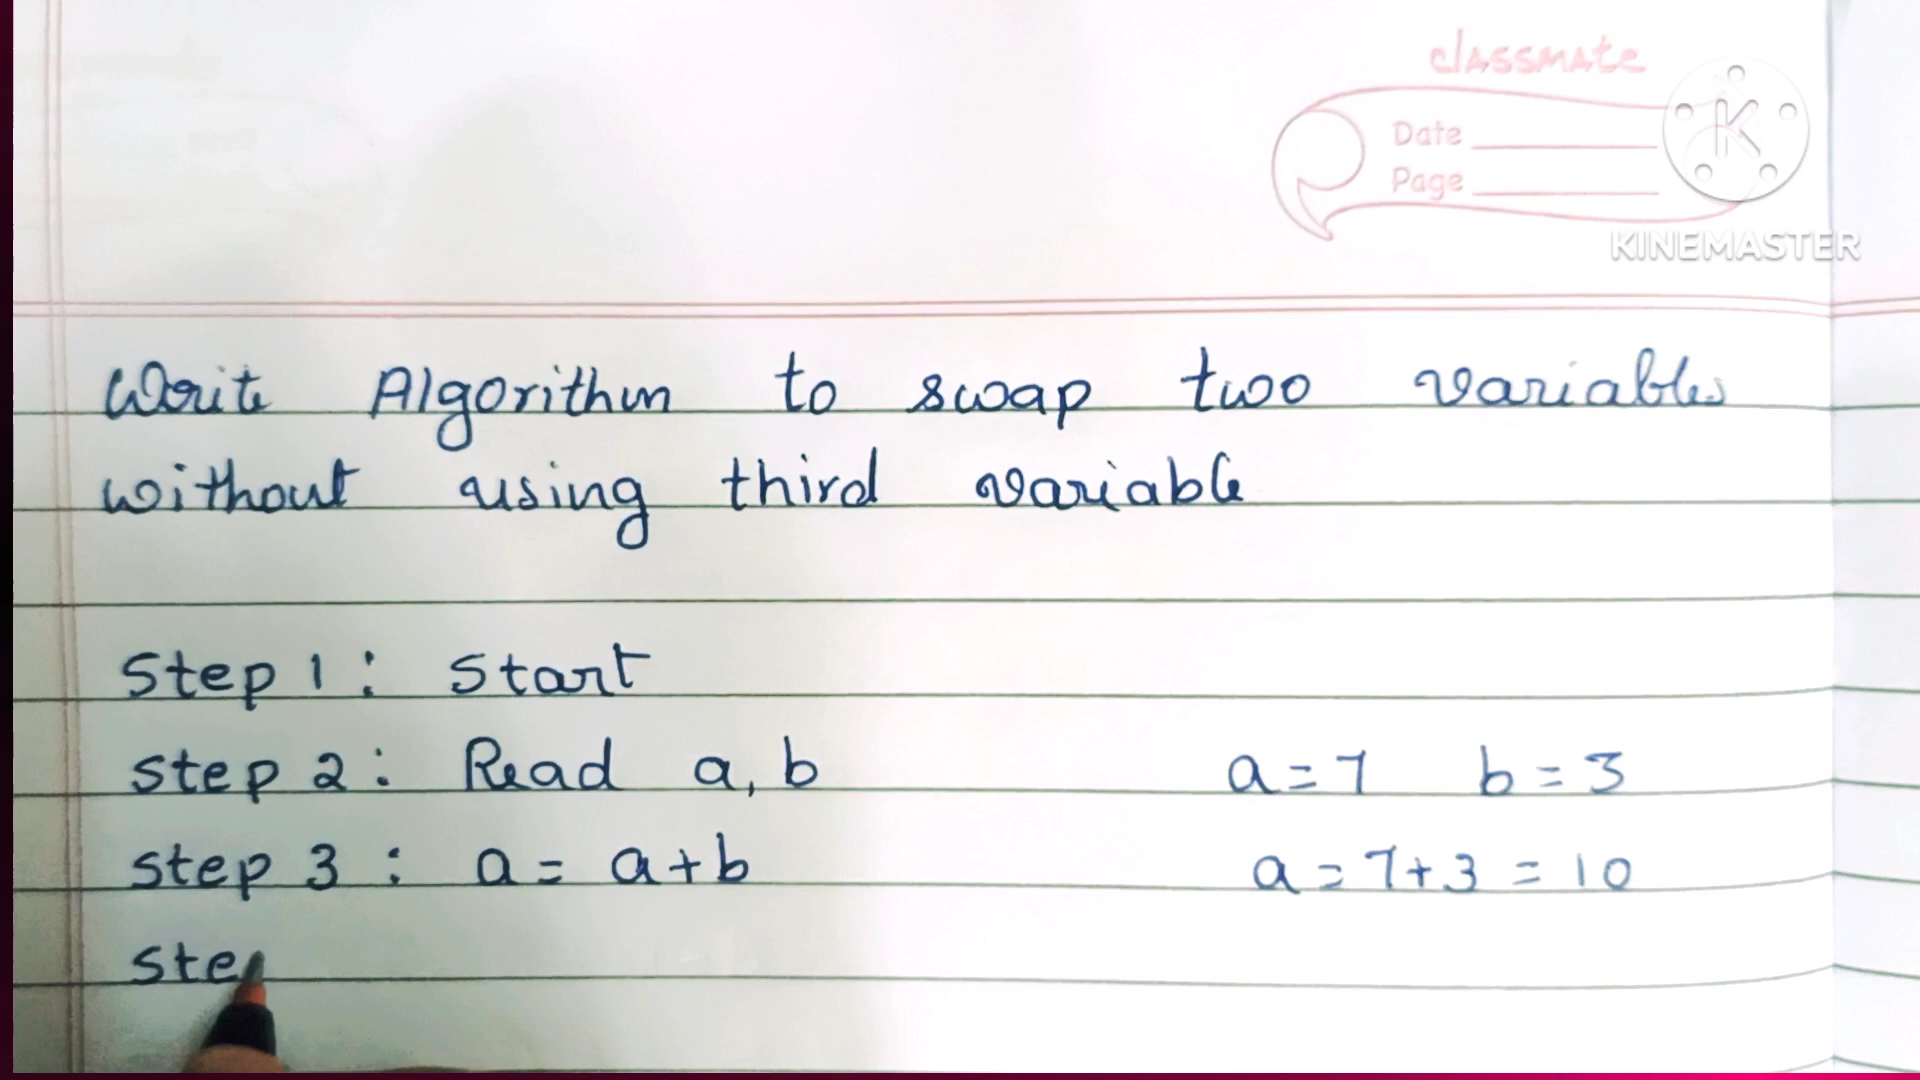 classmate
Date
Page
K
KINEMASTER
Write Algorithm to swap two variables
without using third variable
Step 1 : Start
Step 2 : Read a, b a = 7 b = 3
Step 3 : a = a + b a = 7 + 3 = 10
Ste